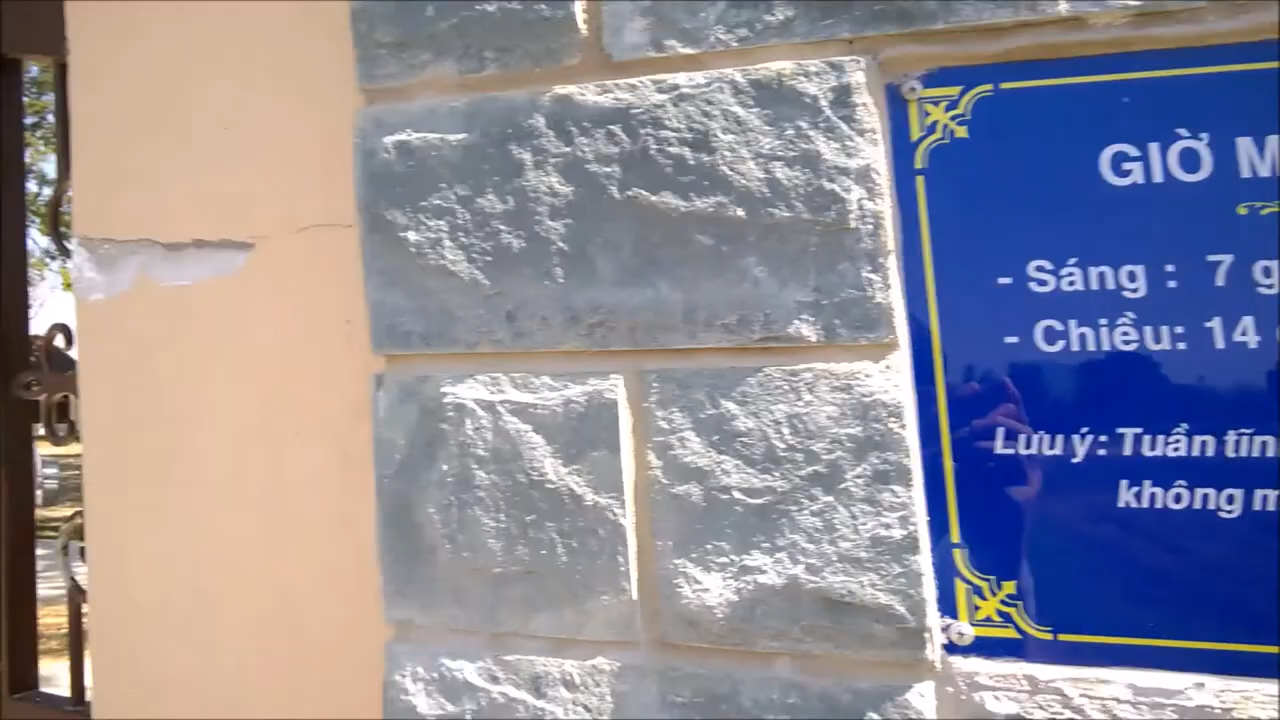 GIỜ M
- Sáng : 7 g
- Chiều: 14
Lưu ý: Tuần tĩn
không m